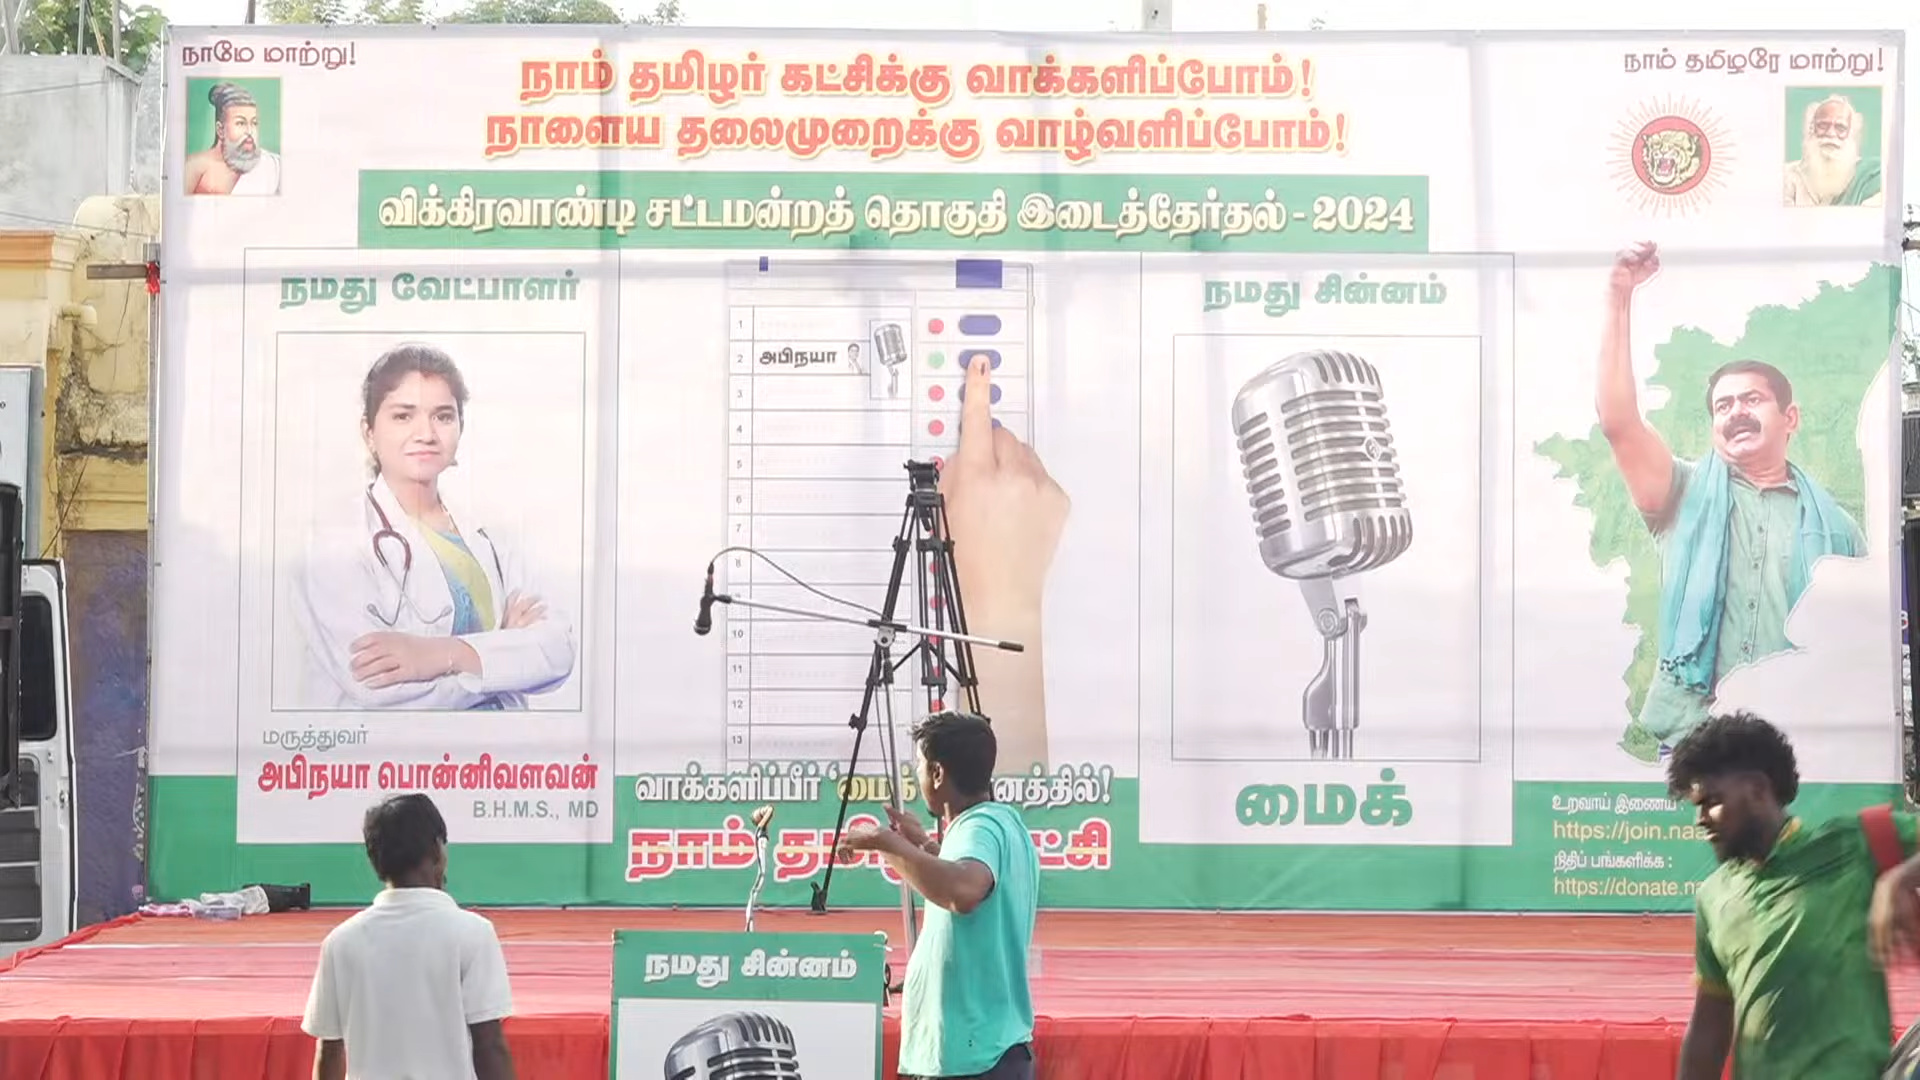 நாமே மாற்று!
நாம் தமிழரே மாற்று!
நாம் தமிழர் கட்சிக்கு வாக்களிப்போம்!
நாளைய தலைமுறைக்கு வாழ்வளிப்போம்!
விக்கிரவாண்டி சட்டமன்றத் தொகுதி இடைத்தேர்தல் - 2024
நமது வேட்பாளர்
நமது சின்னம்
1
2 அபிநயா
3
4
5
6
7
8
10
11
12
13
மருத்துவர்
அபிநயா பொன்னிவளவன்
B.H.M.S., MD
வாக்களிப்பீர் 'மைக்
நாம்
மைக்
உறவாய் இணைய :
https://join.naa
நிதிப் பங்களிக்க :
https://donate.na
நமது சின்னம்